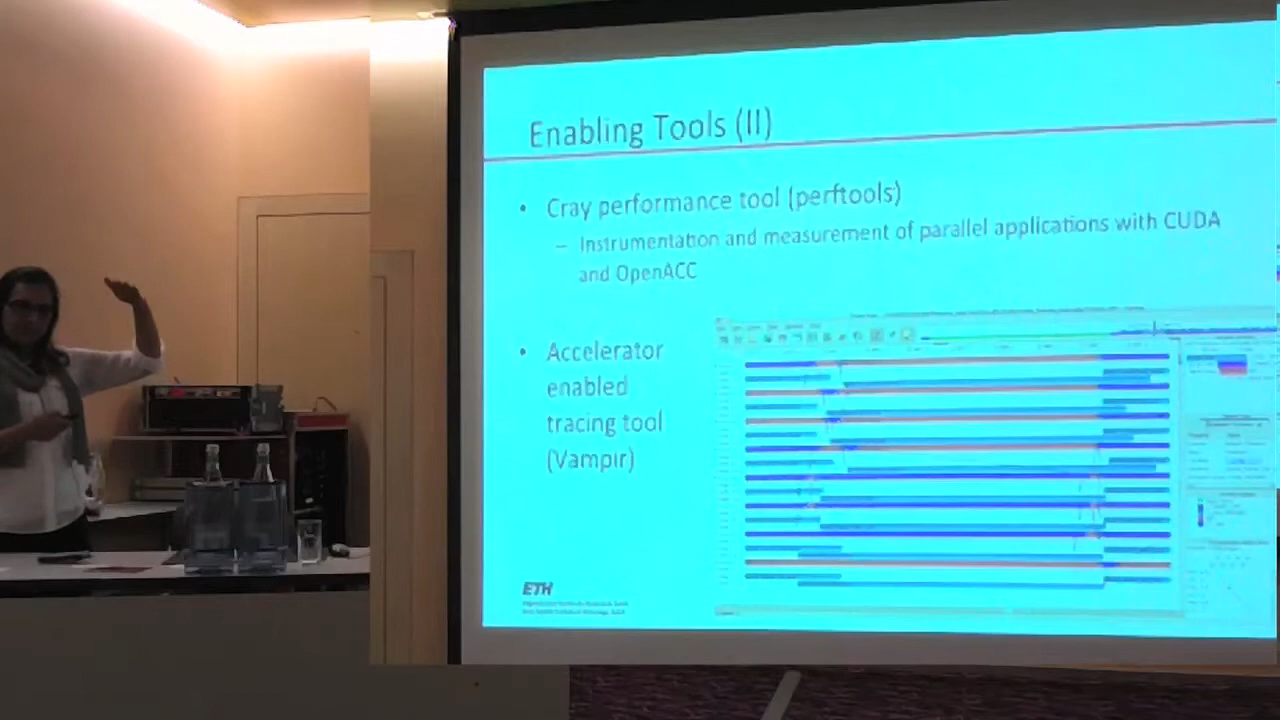 Enabling Tools (II)
• Cray performance tool (perftools)
– Instrumentation and measurement of parallel applications with CUDA
and OpenACC
• Accelerator
enabled
tracing tool
(Vampir)
ETH